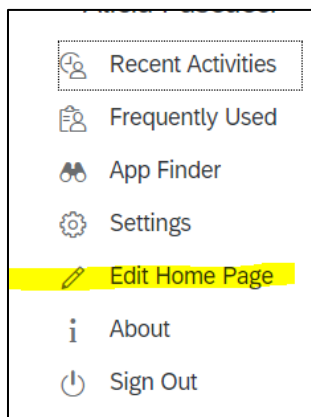 Recent Activities
Frequently Used
App Finder
Settings
Edit Home Page
About
Sign Out